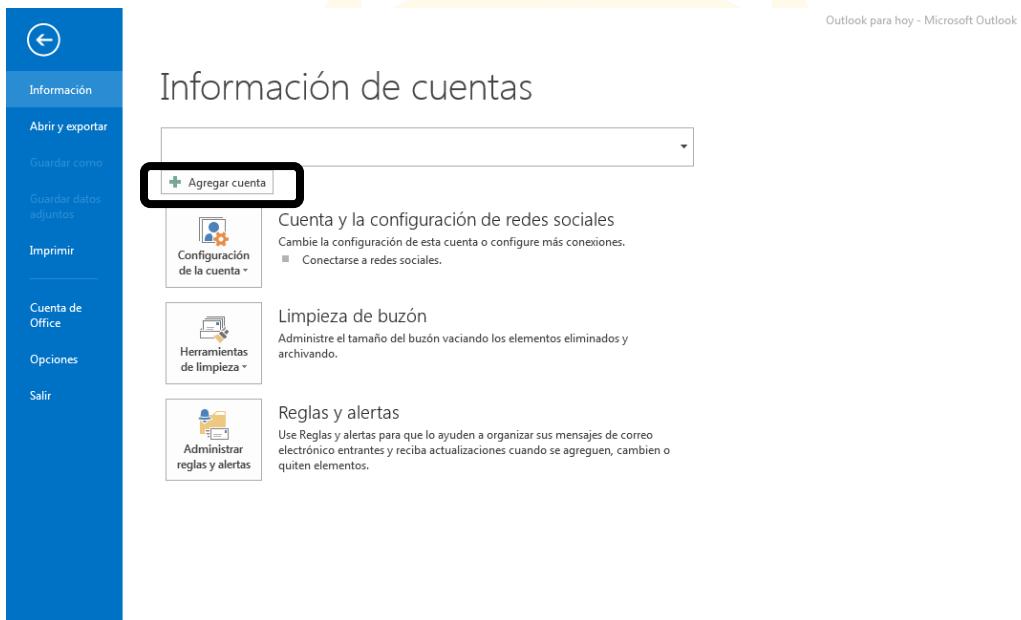 Outlook para hoy - Microsoft Outlook
Información
Abrir y exportar
Guardar como
Guardar datos
adjuntos
Imprimir
Cuenta de
Office
Opciones
Salir
Información de cuentas
Agregar cuenta
Configuración
de la cuenta
Cuenta y la configuración de redes sociales
Cambie la configuración de esta cuenta o configure más conexiones.
Conectarse a redes sociales.
Herramientas
de limpieza
Limpieza de buzón
Administre el tamaño del buzón vaciando los elementos eliminados y
archivando.
Administrar
reglas y alertas
Reglas y alertas
Use Reglas y alertas para que lo ayuden a organizar sus mensajes de correo
electrónico entrantes y reciba actualizaciones cuando se agreguen, cambien o
quiten elementos.